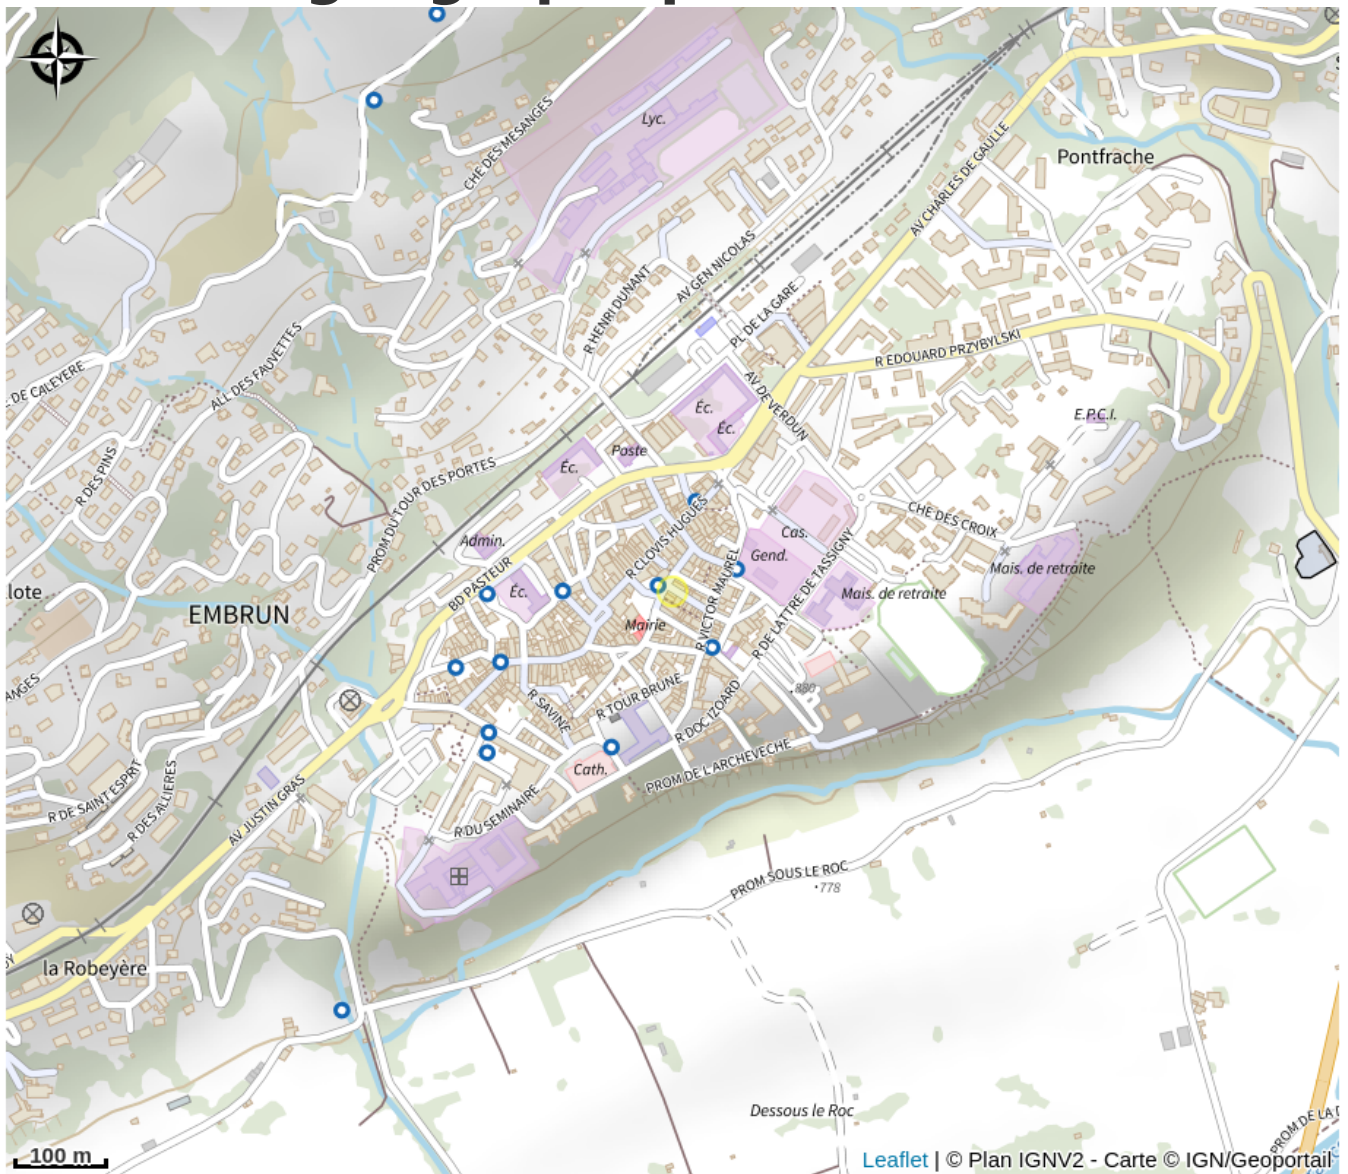 Lyc.
CHE DES MESANGES
Pontfrache
AV CHARLES DE GAULLE
AV GEN NICOLAS
R HENRI DUNANT
PL DE LA GARE
R EDOUARD PRZYBYLSKI
ALL DES FAUVETTES
E DE CALEYERE
AV DE VERDUN
Éc.
Éc.
E.P.C.I.
R DES PINS
Poste
Éc.
PROM DU TOUR DES PORTES
R CLOVIS HUGUES
CHE DES CROIX
Cas.
Admin.
Gend.
Mais. de retraite
BD PASTEUR
Éc.
R VICTOR MAUREL
R DE LATTRE DE TASSIGNY
Mais. de retraite
lote
EMBRUN
Mairie
ANGES
R SAVINE
R TOUR BRUNE
880
R DOC IZOARD
Cath.
PROM DE L ARCHEVECHE
R DE SAINT ESPRIT
R DES ALLIERES
AV JUSTIN GRAS
R DU SEMINAIRE
PROM SOUS LE ROC
778
la Robeyère
Dessous le Roc
PROM DE LA D
100 m
Leaflet | © Plan IGNV2 - Carte © IGN/Geoportail